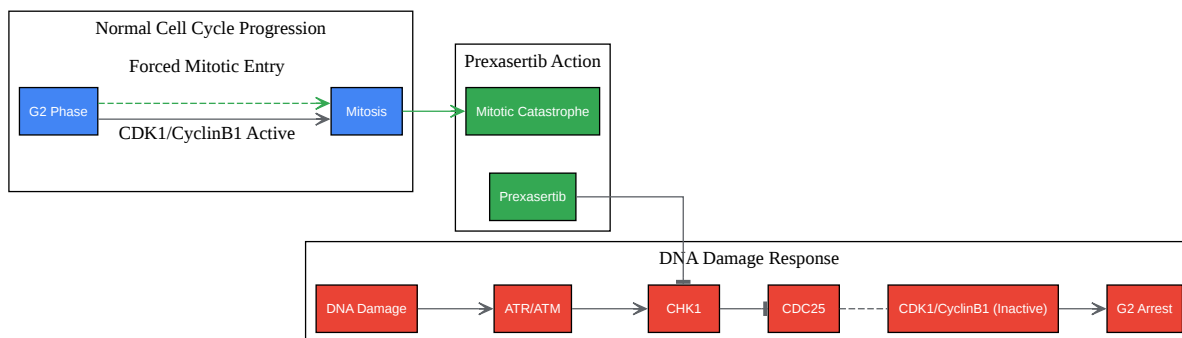 Normal Cell Cycle Progression
Forced Mitotic Entry
G2 Phase
Mitosis
CDK1/CyclinB1 Active
Prexasertib Action
Mitotic Catastrophe
Prexasertib
DNA Damage Response
DNA Damage
ATR/ATM
CHK1
CDC25
CDK1/CyclinB1 (Inactive)
G2 Arrest